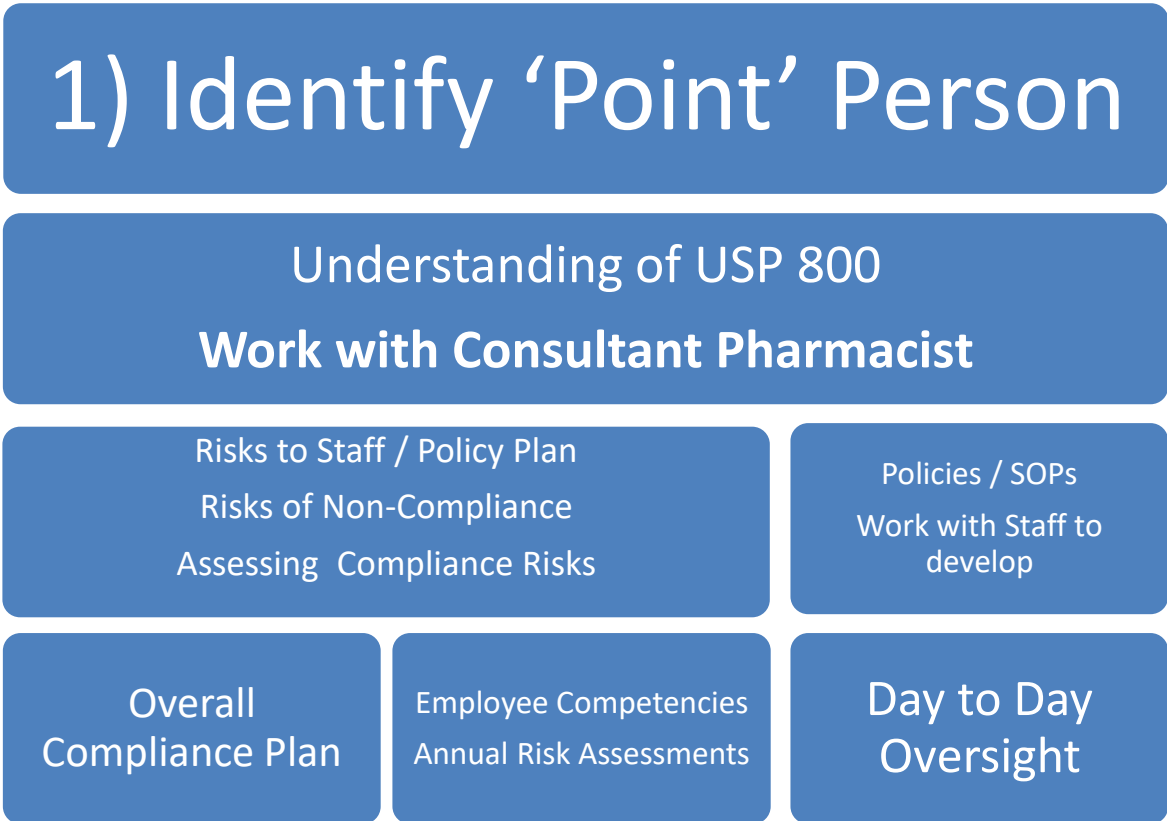 1) Identify ‘Point’ Person
Understanding of USP 800
Work with Consultant Pharmacist
Risks to Staff / Policy Plan
Risks of Non-Compliance
Assessing  Compliance Risks
Policies / SOPs
Work with Staff to
develop
Overall
Compliance Plan
Employee Competencies
Annual Risk Assessments
Day to Day
Oversight